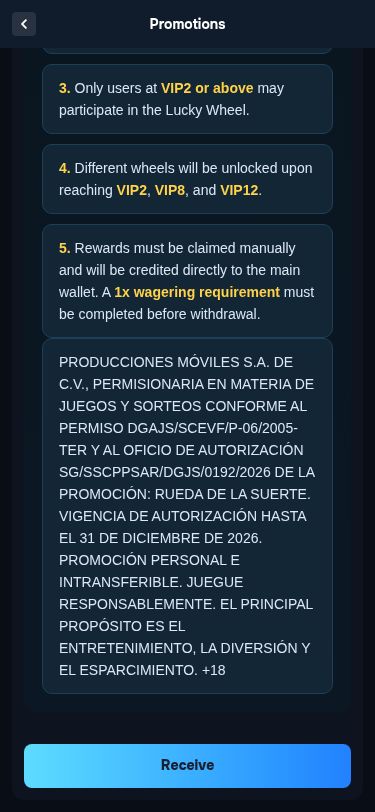 Promotions
3. Only users at VIP2 or above may
participate in the Lucky Wheel.
4. Different wheels will be unlocked upon
reaching VIP2, VIP8, and VIP12.
5. Rewards must be claimed manually
and will be credited directly to the main
wallet. A 1x wagering requirement must
be completed before withdrawal.
PRODUCCIONES MÓVILES S.A. DE
C.V., PERMISIONARIA EN MATERIA DE
JUEGOS Y SORTEOS CONFORME AL
PERMISO DGAJS/SCEVF/P-06/2005-
TER Y AL OFICIO DE AUTORIZACIÓN
SG/SSCPPSAR/DGJS/0192/2026 DE LA
PROMOCIÓN: RUEDA DE LA SUERTE.
VIGENCIA DE AUTORIZACIÓN HASTA
EL 31 DE DICIEMBRE DE 2026.
PROMOCIÓN PERSONAL E
INTRANSFERIBLE. JUEGUE
RESPONSABLEMENTE. EL PRINCIPAL
PROPÓSITO ES EL
ENTRETENIMIENTO, LA DIVERSIÓN Y
EL ESPARCIMIENTO. +18
Receive